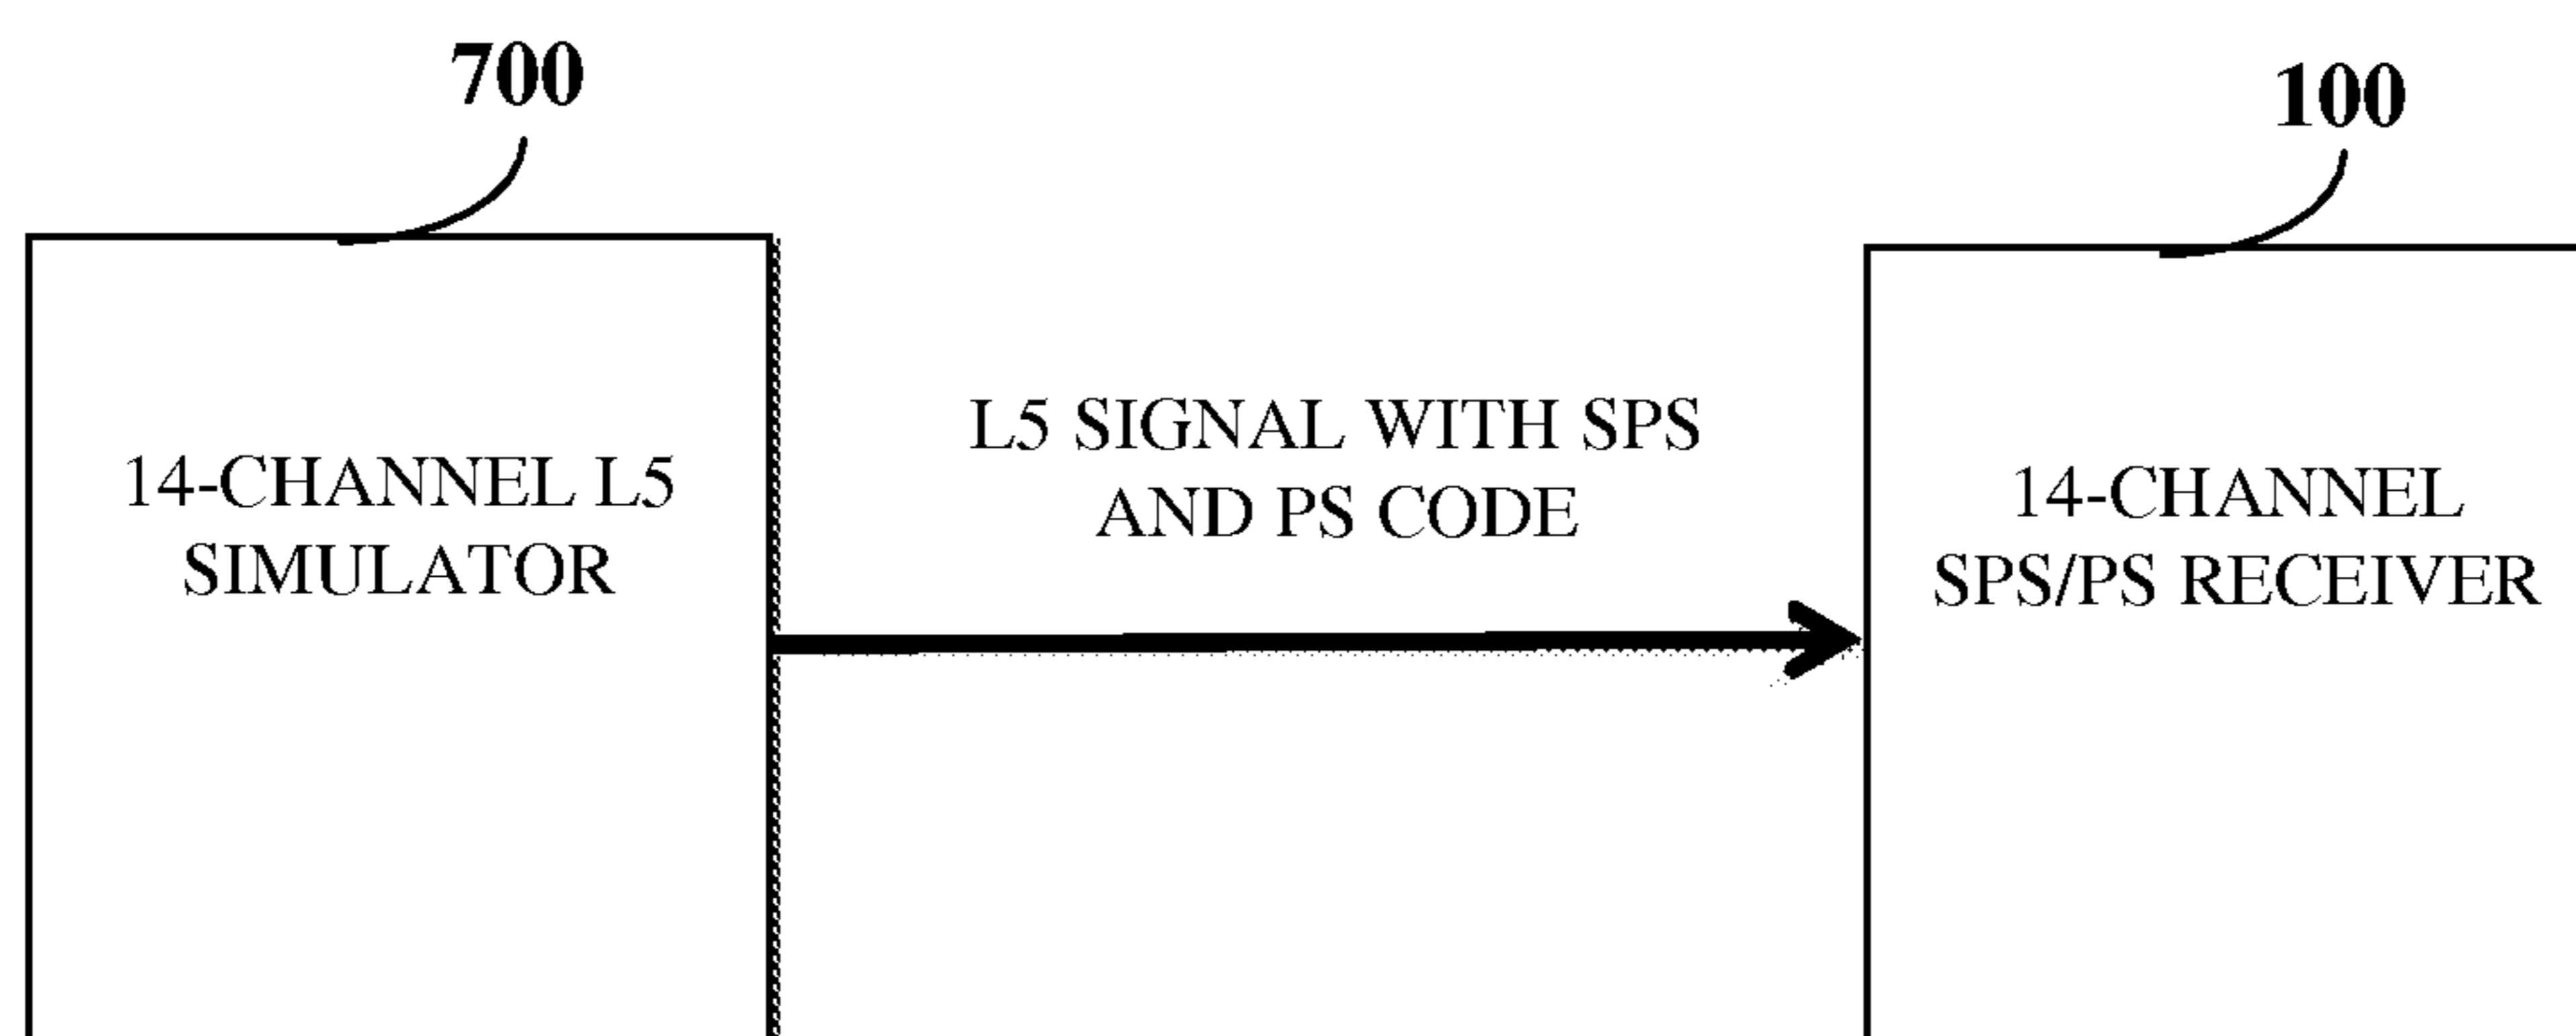 700
100
14-CHANNEL L5
SIMULATOR
L5 SIGNAL WITH SPS
AND PS CODE
14-CHANNEL
SPS/PS RECEIVER